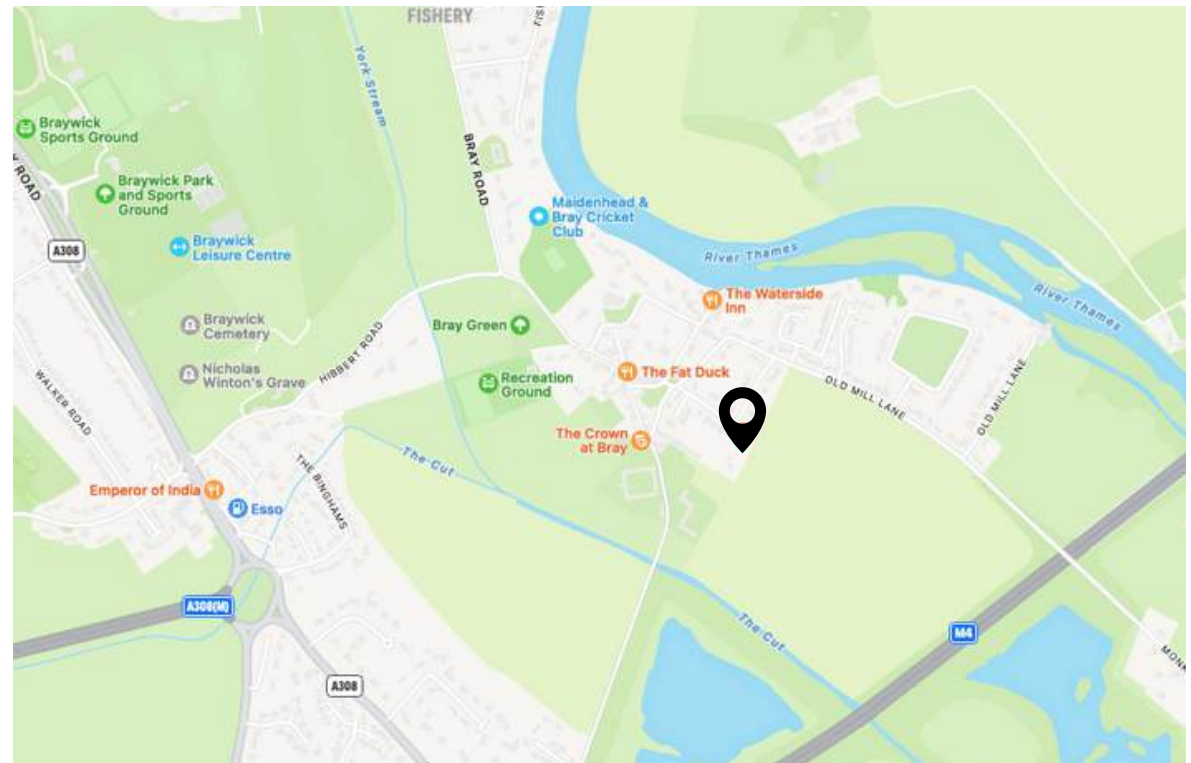 FISHERY
FIS
York Stream
Braywick
Sports Ground
BRAY ROAD
ROAD
Braywick Park
and Sports
Ground
Maidenhead &
Bray Cricket
Club
A308
Braywick
Leisure Centre
River Thames
The Waterside
Inn
River Thames
Braywick
Cemetery
Bray Green
HIBBERT ROAD
Nicholas
Winton's Grave
Recreation
Ground
The Fat Duck
OLD MILL LANE
OLD MILL LANE
WALKER ROAD
The Crown
at Bray
The Cut
THE BINGHAMS
Emperor of India
Esso
A308(M)
The Cut
M4
MONK
A308